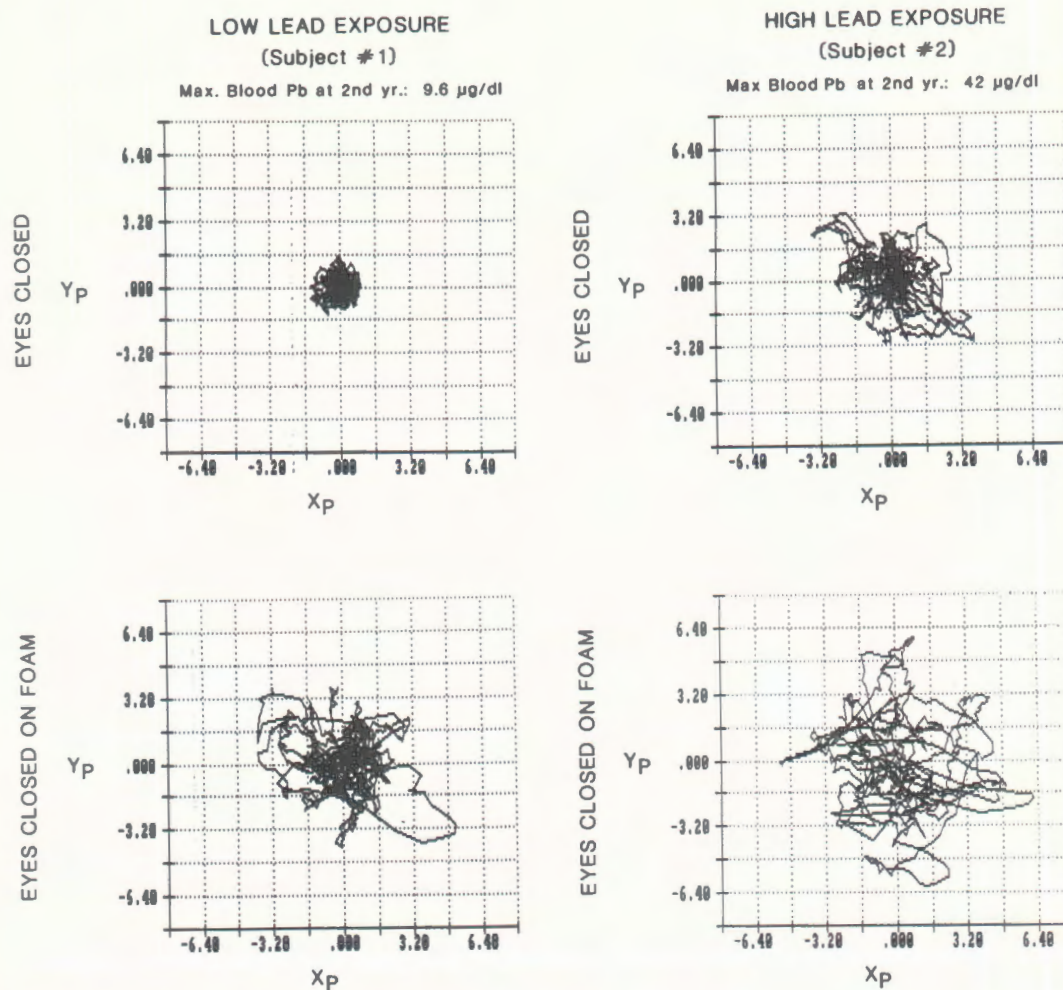 LOW LEAD EXPOSURE
(Subject #1)
Max. Blood Pb at 2nd yr.: 9.6 µg/dl
HIGH LEAD EXPOSURE
(Subject #2)
Max Blood Pb at 2nd yr.: 42 µg/dl
EYES CLOSED
YP
6.40
3.20
.000
-3.20
-6.40
-6.40 -3.20 .000 3.20 6.40
XP
EYES CLOSED
YP
6.40
3.20
.000
-3.20
-6.40
-6.40 -3.20 .000 3.20 6.40
XP
EYES CLOSED ON FOAM
YP
6.40
3.20
.000
-3.20
-6.40
-6.40 -3.20 .000 3.20 6.40
XP
EYES CLOSED ON FOAM
YP
6.40
3.20
.000
-3.20
-6.40
-6.40 -3.20 .000 3.20 6.40
XP